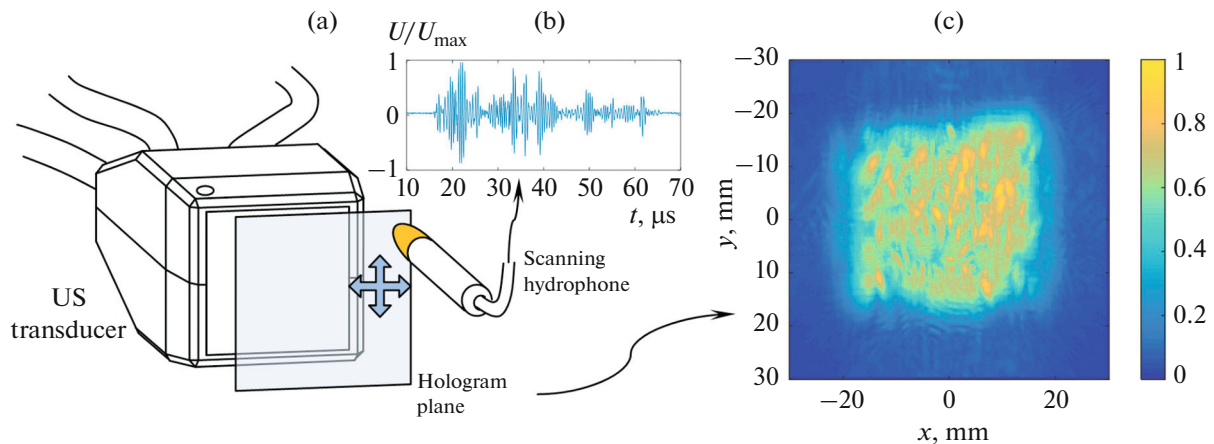 (a)
(b)
(c)
U/Umax
1
0
−1
10 20 30 40 50 60 70
t, μs
US
transducer
Scanning
hydrophone
Hologram
plane
−30
−20
−10
0
10
20
30
y, mm
−20 0 20
x, mm
1
0.8
0.6
0.4
0.2
0